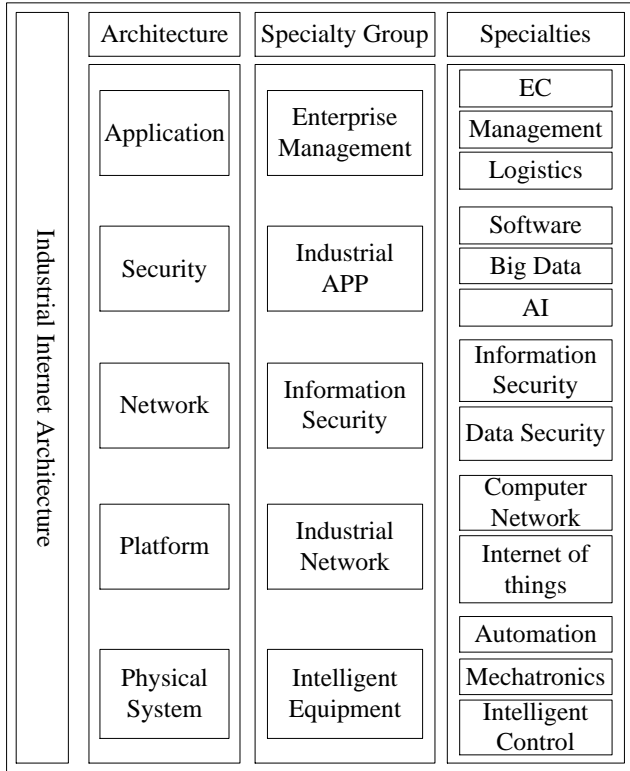 Industrial Internet Architecture
Architecture
Application
Security
Network
Platform
Physical
System
Specialty Group
Enterprise
Management
Industrial
APP
Information
Security
Industrial
Network
Intelligent
Equipment
Specialties
EC
Management
Logistics
Software
Big Data
AI
Information
Security
Data Security
Computer
Network
Internet of
things
Automation
Mechatronics
Intelligent
Control